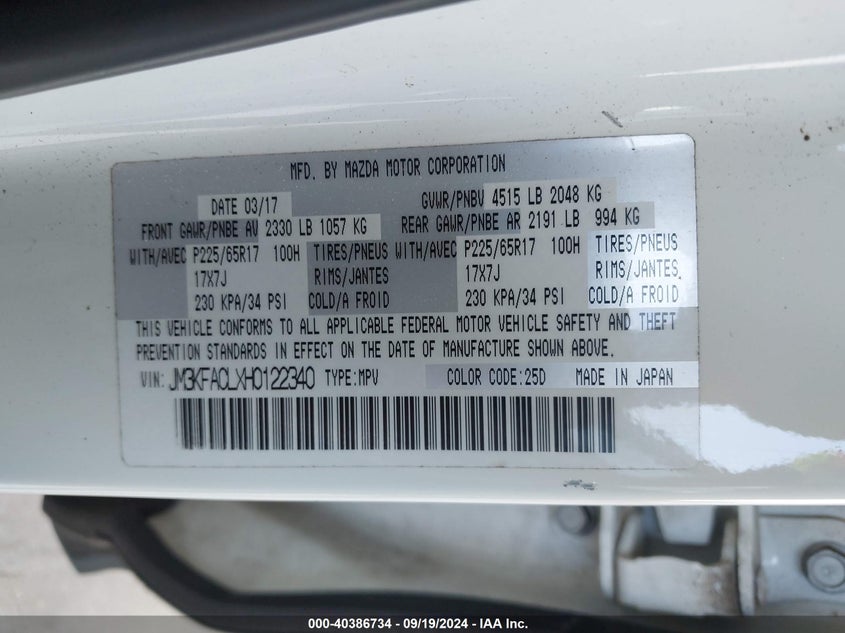 MFD. BY MAZDA MOTOR CORPORATION
DATE 03/17 GVWR/PNBV 4515 LB 2048 KG
FRONT GAWR/PNBE AV 2330 LB 1057 KG REAR GAWR/PNBE AR 2191 LB 994 KG
WITH/AVEC P225/65R17 100H TIRES/PNEUS WITH/AVEC P225/65R17 100H TIRES/PNEUS
17X7J RIMS/JANTES 17X7J RIMS/JANTES
230 KPA/34 PSI COLD/A FROID 230 KPA/34 PSI COLD/A FROID
THIS VEHICLE CONFORMS TO ALL APPLICABLE FEDERAL MOTOR VEHICLE SAFETY AND THEFT
PREVENTION STANDARDS IN EFFECT ON THE DATE OF MANUFACTURE SHOWN ABOVE.
VIN: JM3KFACLXH0122340 TYPE:MPV COLOR CODE:25D MADE IN JAPAN
000-40386734 - 09/19/2024 - IAA Inc.